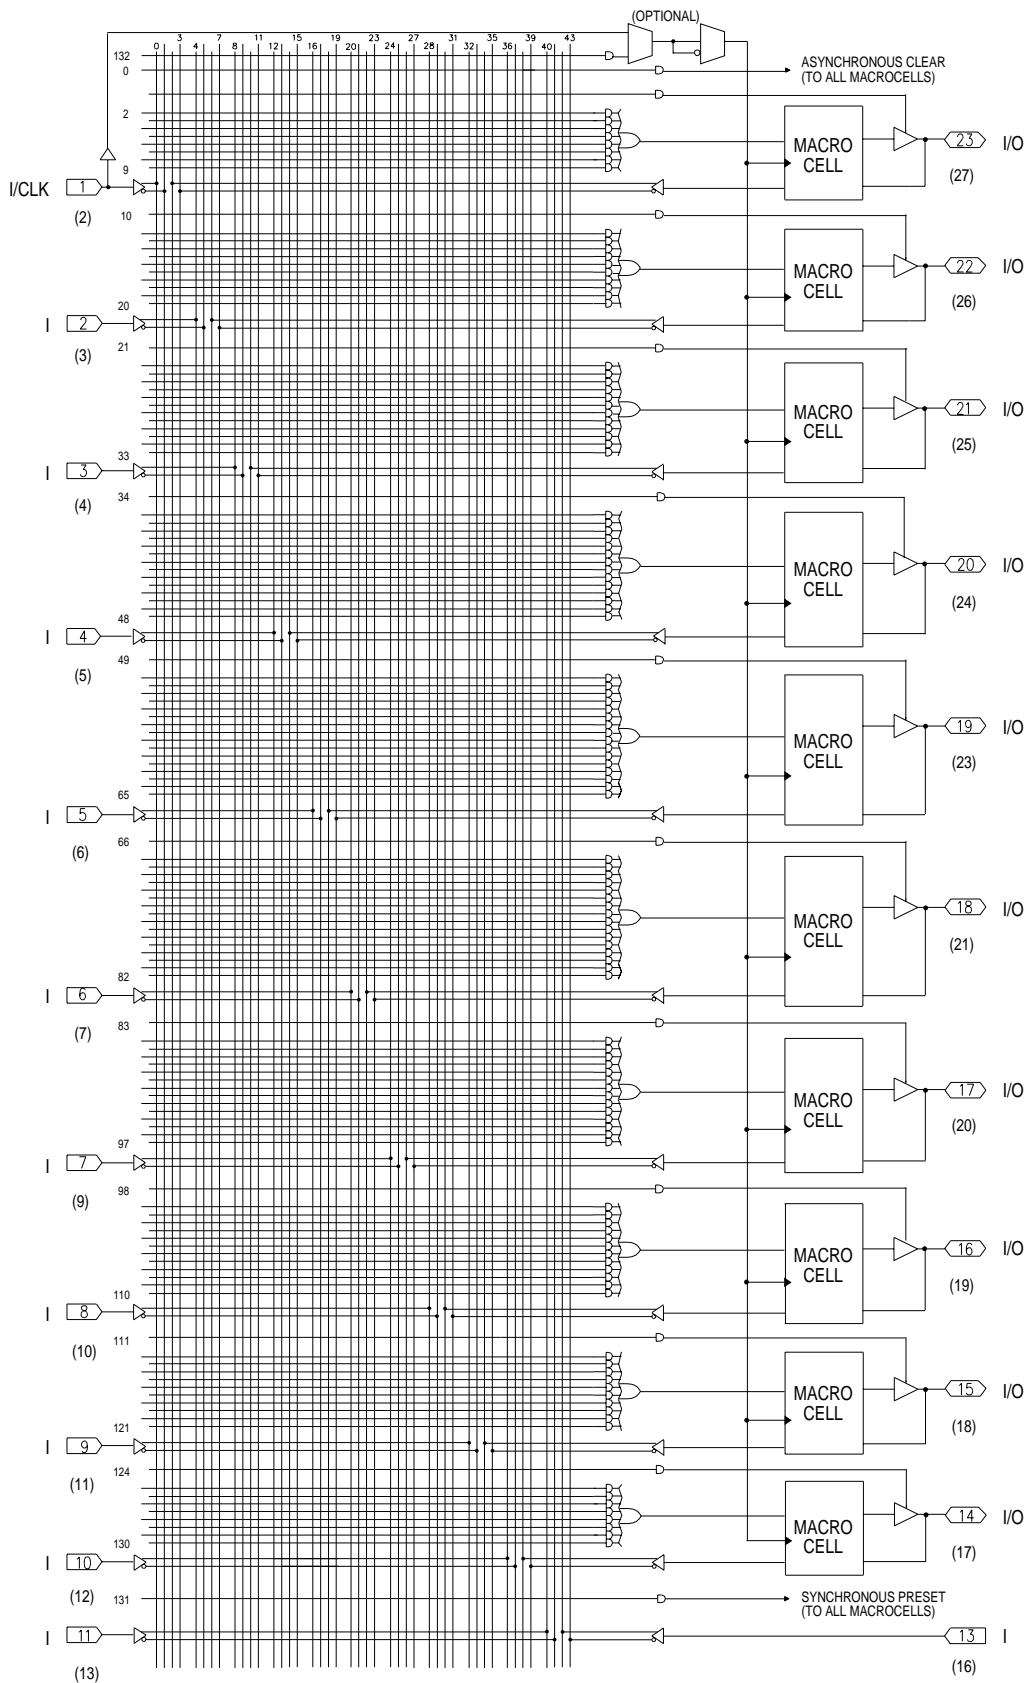 (OPTIONAL)
3 7 11 15 19 23 27 31 35 39 43
0 4 8 12 16 20 24 28 32 36 40
132
0
ASYNCHRONOUS CLEAR
(TO ALL MACROCELLS)
2
MACRO
CELL
23 I/O
(27)
9
I/CLK 1
(2)
10
MACRO
CELL
22 I/O
(26)
20
I 2
(3)
21
MACRO
CELL
21 I/O
(25)
33
I 3
(4)
34
MACRO
CELL
20 I/O
(24)
48
I 4
(5)
49
MACRO
CELL
19 I/O
(23)
65
I 5
(6)
66
MACRO
CELL
18 I/O
(21)
82
I 6
(7)
83
MACRO
CELL
17 I/O
(20)
97
I 7
(9)
98
MACRO
CELL
16 I/O
(19)
110
I 8
(10)
111
MACRO
CELL
15 I/O
(18)
121
I 9
(11)
124
MACRO
CELL
14 I/O
(17)
130
I 10
(12)
131
SYNCHRONOUS PRESET
(TO ALL MACROCELLS)
I 11
(13)
13 I
(16)